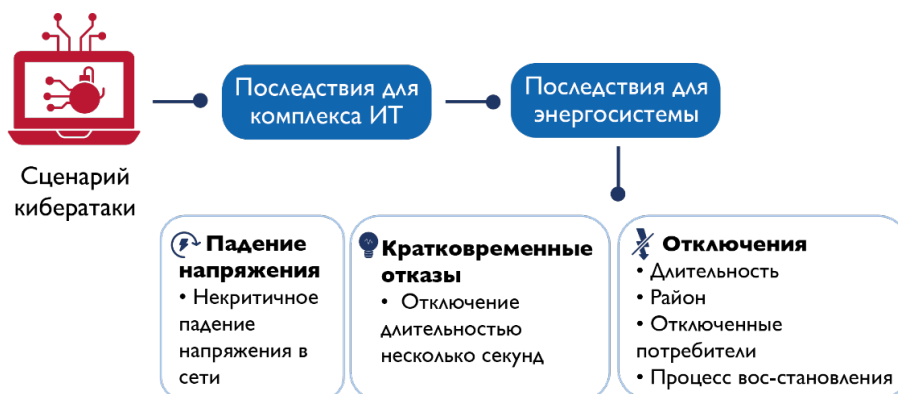 Последствия для
комплекса ИТ
Последствия для
энергосистемы
Сценарий
кибератаки
Падение
напряжения
• Некритичное
падение
напряжения в
сети
Кратковременные
отказы
• Отключение
длительностью
несколько секунд
Отключения
• Длительность
• Район
• Отключенные
потребители
• Процесс вос-становления